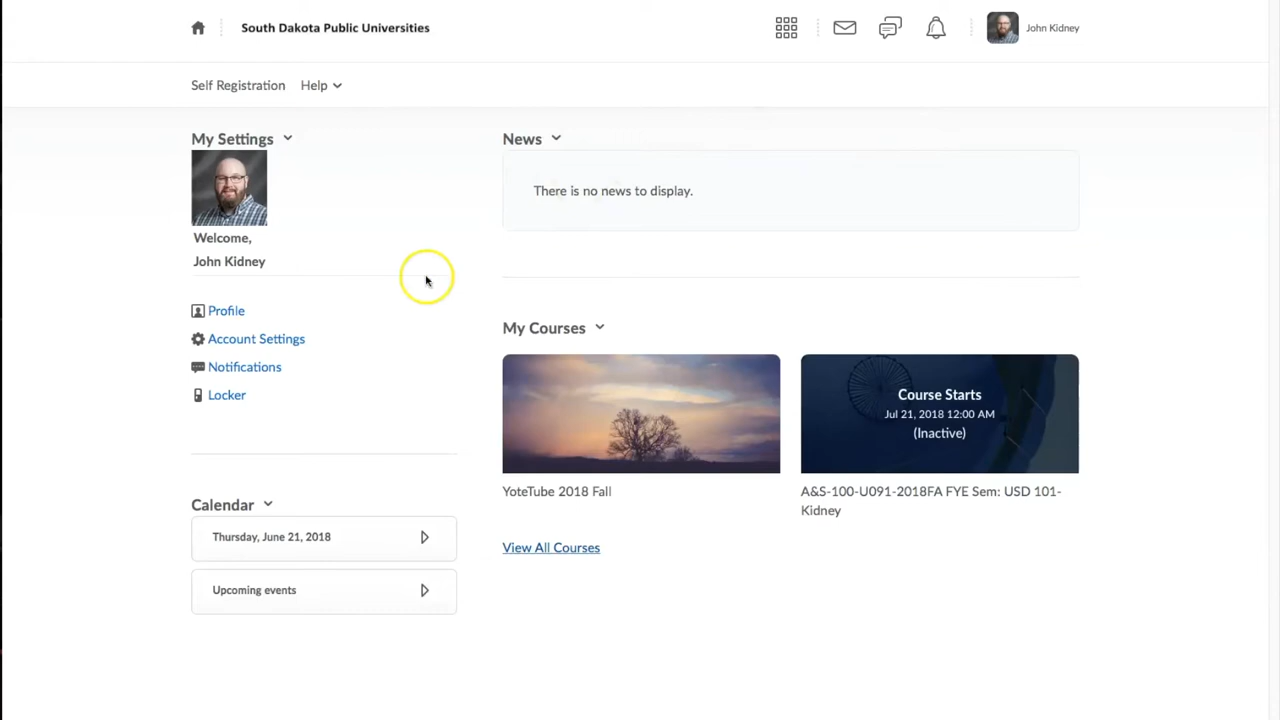 South Dakota Public Universities
John Kidney
Self Registration
Help
My Settings
Welcome,
John Kidney
Profile
Account Settings
Notifications
Locker
Calendar
Thursday, June 21, 2018
Upcoming events
News
There is no news to display.
My Courses
YoteTube 2018 Fall
Course Starts
Jul 21, 2018 12:00 AM
(Inactive)
A&S-100-U091-2018FA FYE Sem: USD 101-
Kidney
View All Courses